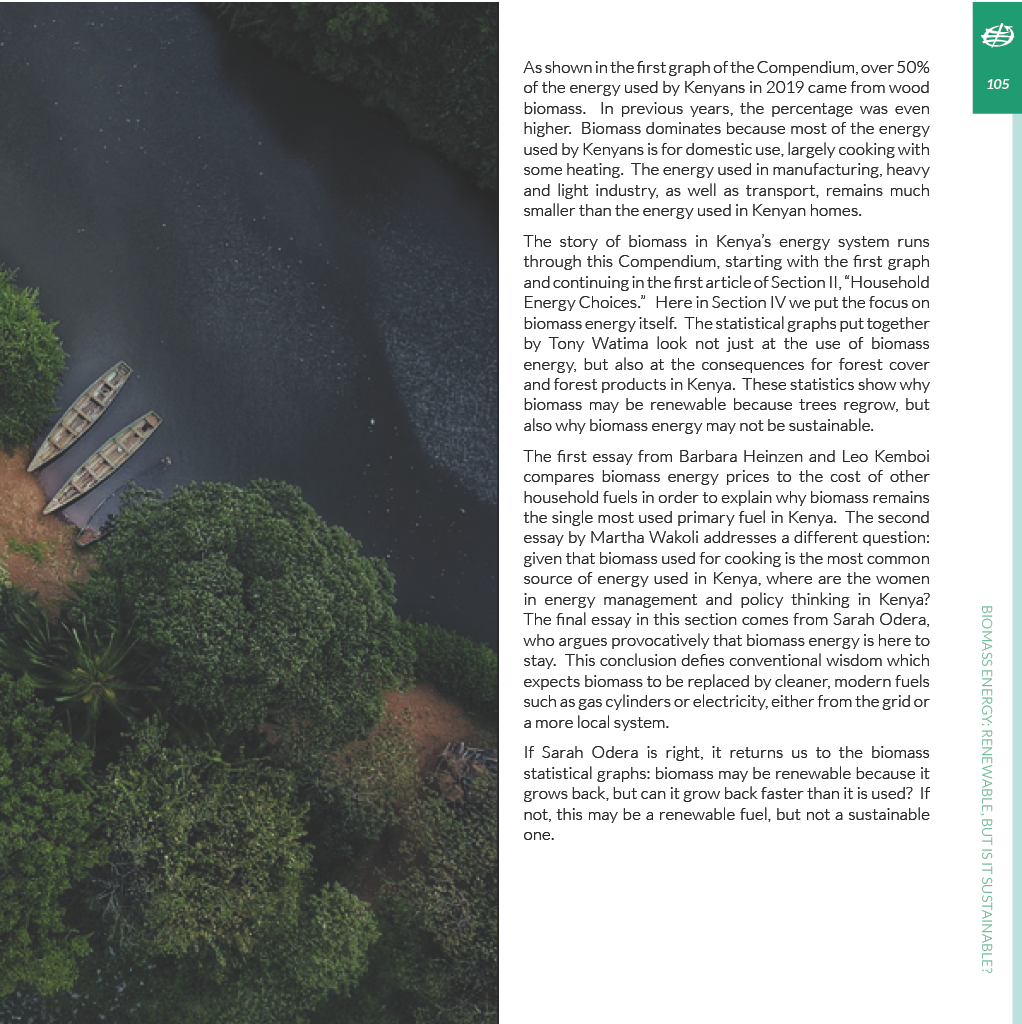 105
As shown in the first graph of the Compendium, over 50%
of the energy used by Kenyans in 2019 came from wood
biomass. In previous years, the percentage was even
higher. Biomass dominates because most of the energy
used by Kenyans is for domestic use, largely cooking with
some heating. The energy used in manufacturing, heavy
and light industry, as well as transport, remains much
smaller than the energy used in Kenyan homes.
The story of biomass in Kenya's energy system runs
through this Compendium, starting with the first graph
and continuing in the first article of Section II, “Household
Energy Choices.” Here in Section IV we put the focus on
biomass energy itself. The statistical graphs put together
by Tony Watima look not just at the use of biomass
energy, but also at the consequences for forest cover
and forest products in Kenya. These statistics show why
biomass may be renewable because trees regrow, but
also why biomass energy may not be sustainable.
The first essay from Barbara Heinzen and Leo Kemboi
compares biomass energy prices to the cost of other
household fuels in order to explain why biomass remains
the single most used primary fuel in Kenya. The second
essay by Martha Wakoli addresses a different question:
given that biomass used for cooking is the most common
source of energy used in Kenya, where are the women
in energy management and policy thinking in Kenya?
The final essay in this section comes from Sarah Odera,
who argues provocatively that biomass energy is here to
stay. This conclusion defies conventional wisdom which
expects biomass to be replaced by cleaner, modern fuels
such as gas cylinders or electricity, either from the grid or
a more local system.
If Sarah Odera is right, it returns us to the biomass
statistical graphs: biomass may be renewable because it
grows back, but can it grow back faster than it is used? If
not, this may be a renewable fuel, but not a sustainable
one.
BIOMASS ENERGY: RENEWABLE, BUT IS IT SUSTAINABLE?